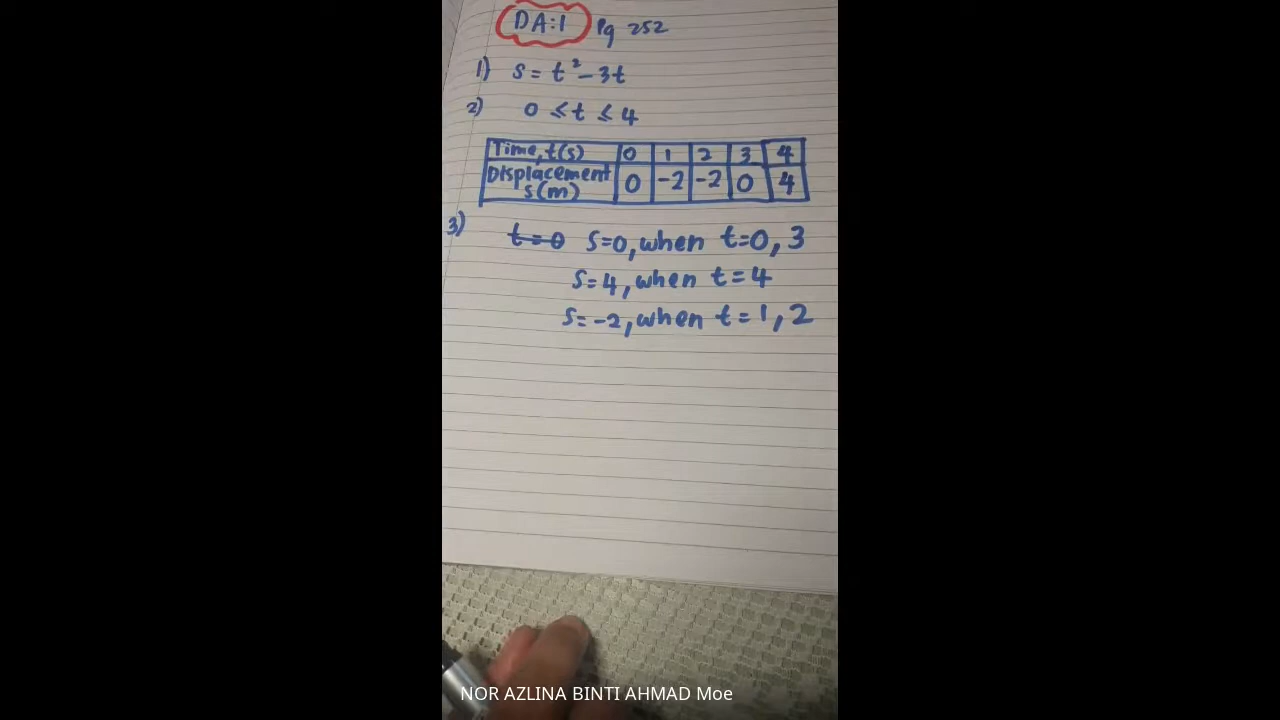 DA:1 Pg 252
1) s = t² - 3t
2) 0 ≤ t ≤ 4
Time, t(s) 0 1 2 3 4
Displacement s(m) 0 -2 -2 0 4
3) t = 0 s=0, when t=0, 3
s=4, when t=4
s=-2, when t=1, 2
NOR AZLINA BINTI AHMAD Moe